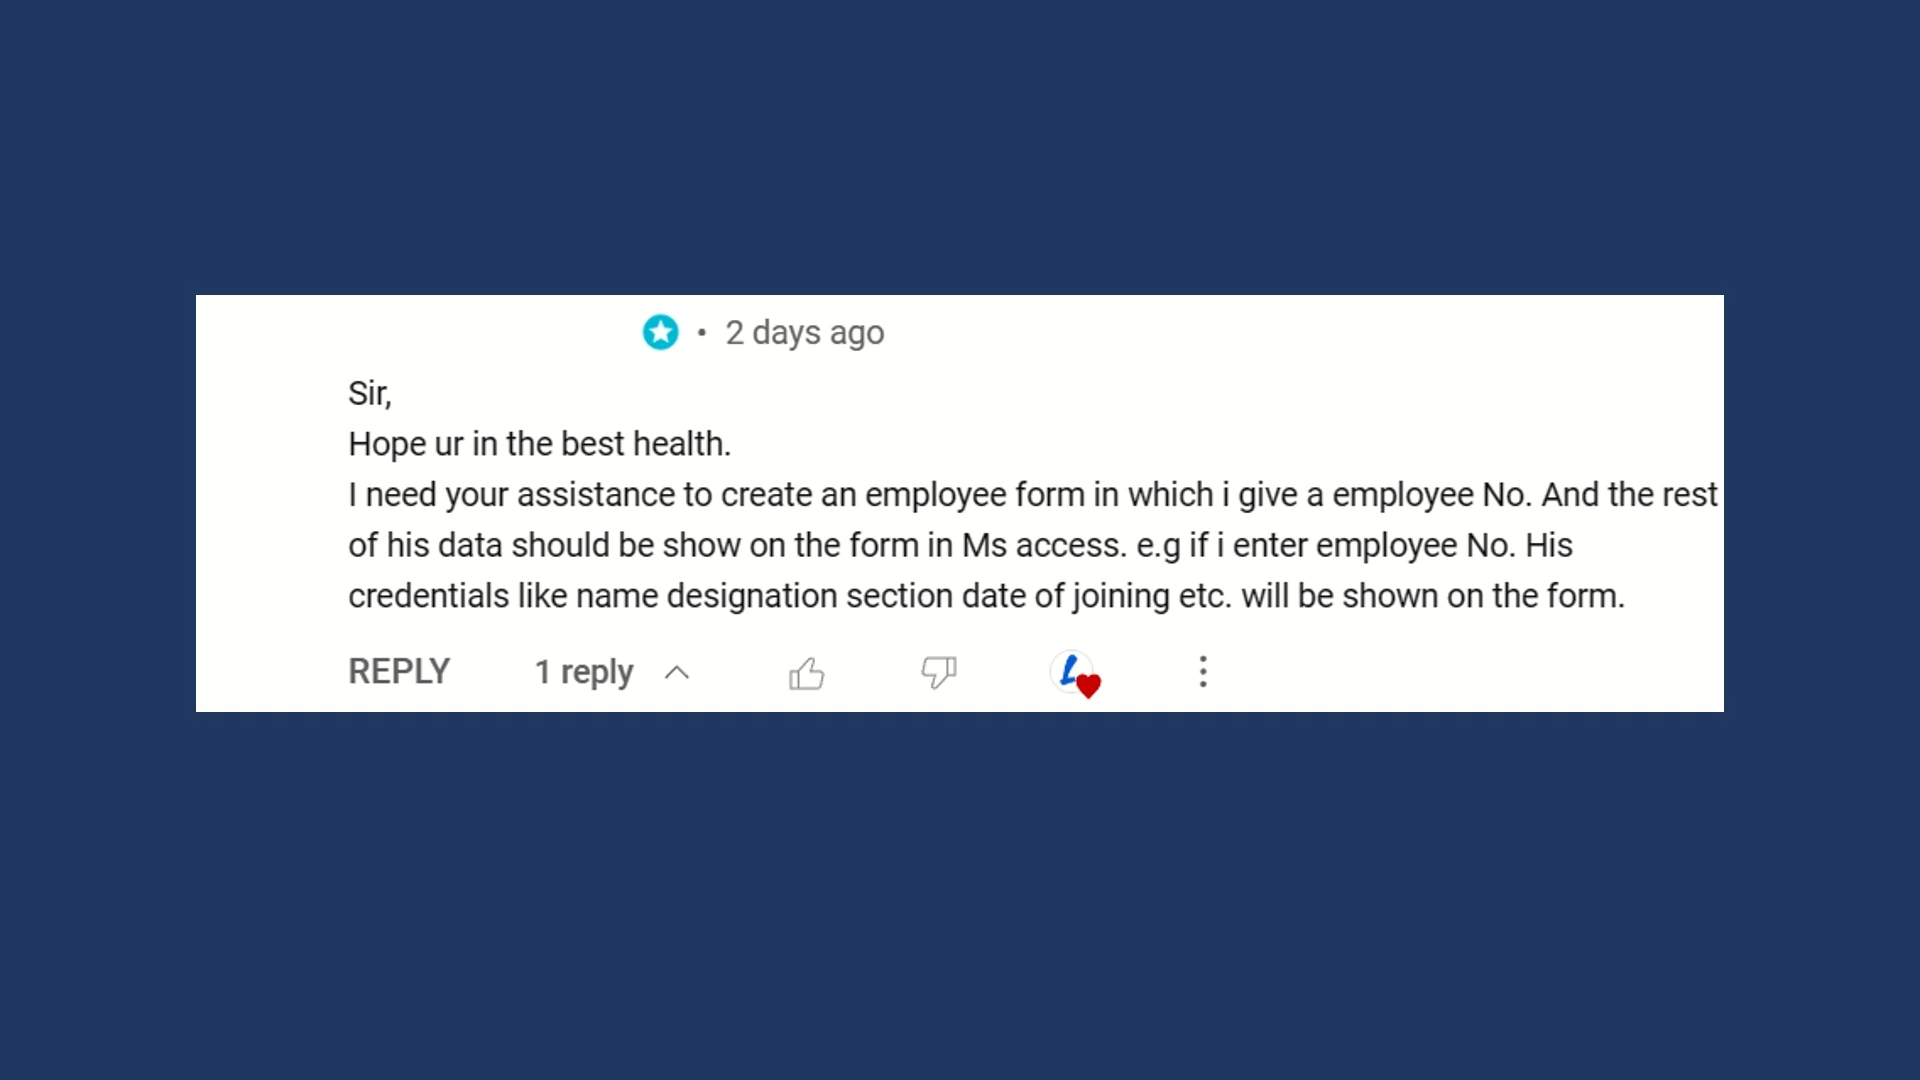 • 2 days ago
Sir,
Hope ur in the best health.
I need your assistance to create an employee form in which i give a employee No. And the rest
of his data should be show on the form in Ms access. e.g if i enter employee No. His
credentials like name designation section date of joining etc. will be shown on the form.
REPLY 1 reply L